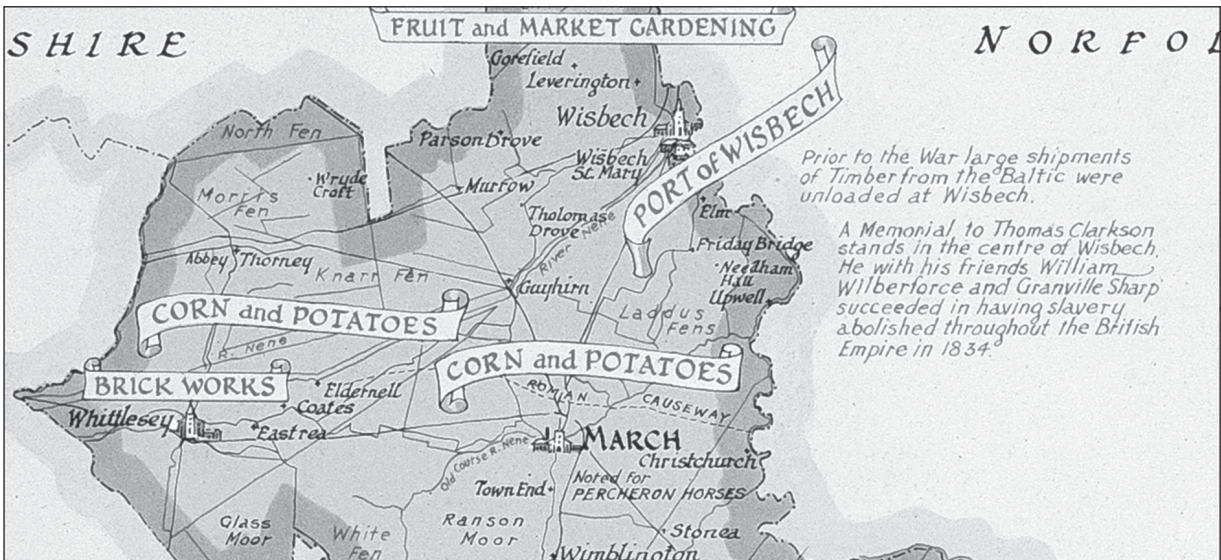 FRUIT and MARKET GARDENING
SHIRE
NORFOL
Gorefield
Leverington
Wisbech
PORT of WISBECH
North Fen
Parson Drove
Wisbech
St. Mary
Prior to the War large shipments
of Timber from the Baltic were
unloaded at Wisbech.
Wryde
Croft
Murrow
Morris
Fen
Tholomas
Drove
Elm
River Nene
A Memorial to Thomas Clarkson
stands in the centre of Wisbech.
He with his friends William
Wilberforce and Granville Sharp
succeeded in having slavery
abolished throughout the British
Empire in 1834.
Friday Bridge
Abbey Thorney
Knarr Fen
Needham
Hall
Guyhirn
Upwell
Laddus
Fens
CORN and POTATOES
R. Nene
CORN and POTATOES
BRICK WORKS
Eldernell
ROMAN CAUSEWAY
Coates
Whittlesey
Eastrea
Old Course R. Nene
MARCH
Christchurch
Noted for
PERCHERON HORSES
Town End
Glass
Moor
White
Fen
Ranson
Moor
Stonea
Wimblington